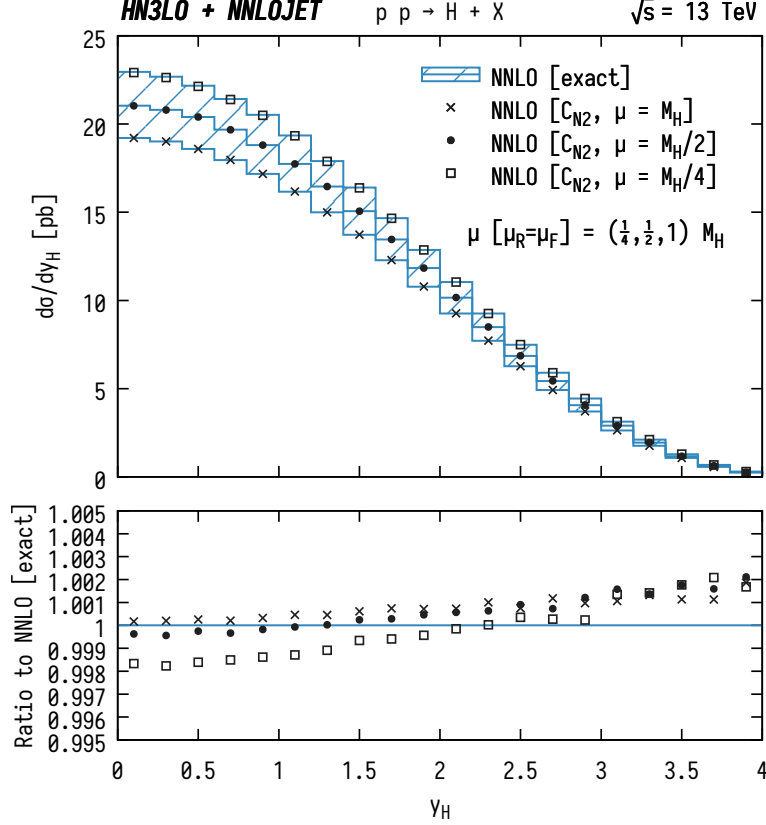 HN3LO + NNLOJET p p → H + X √s = 13 TeV
25
20
15
10
5
0
dσ/dy_H [pb]
NNLO [exact]
NNLO [C_N2, μ = M_H]
NNLO [C_N2, μ = M_H/2]
NNLO [C_N2, μ = M_H/4]
μ [μ_R=μ_F] = (1/4,1/2,1) M_H
Ratio to NNLO [exact]
1.005
1.004
1.003
1.002
1.001
1
0.999
0.998
0.997
0.996
0.995
0 0.5 1 1.5 2 2.5 3 3.5 4
y_H